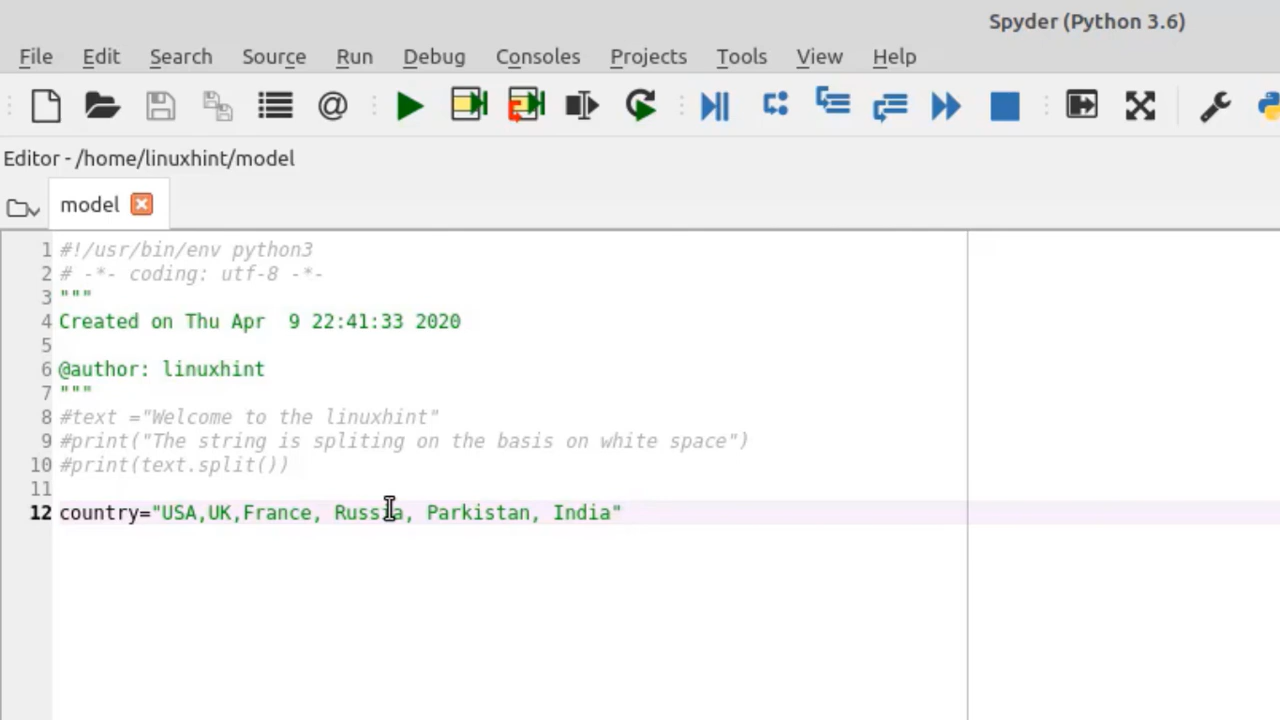 Spyder (Python 3.6)
File Edit Search Source Run Debug Consoles Projects Tools View Help
Editor - /home/linuxhint/model
model
1 #!/usr/bin/env python3
2 # -*- coding: utf-8 -*-
3 """
4 Created on Thu Apr  9 22:41:33 2020
5
6 @author: linuxhint
7 """
8 #text ="Welcome to the linuxhint"
9 #print("The string is spliting on the basis on white space")
10 #print(text.split())
11
12 country="USA,UK,France, Russia, Parkistan, India"